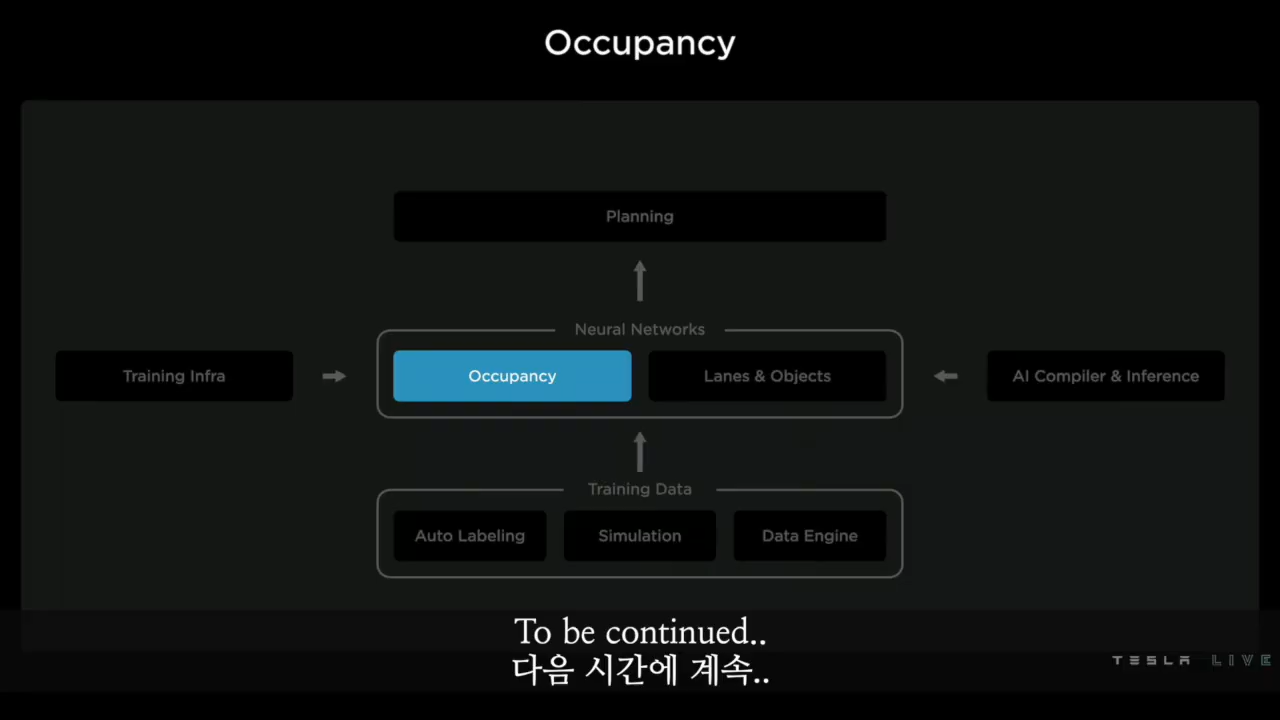 Occupancy
Planning
Neural Networks
Training Infra
Occupancy
Lanes & Objects
AI Compiler & Inference
Training Data
Auto Labeling
Simulation
Data Engine
To be continued..
다음 시간에 계속..
TESLA LIVE